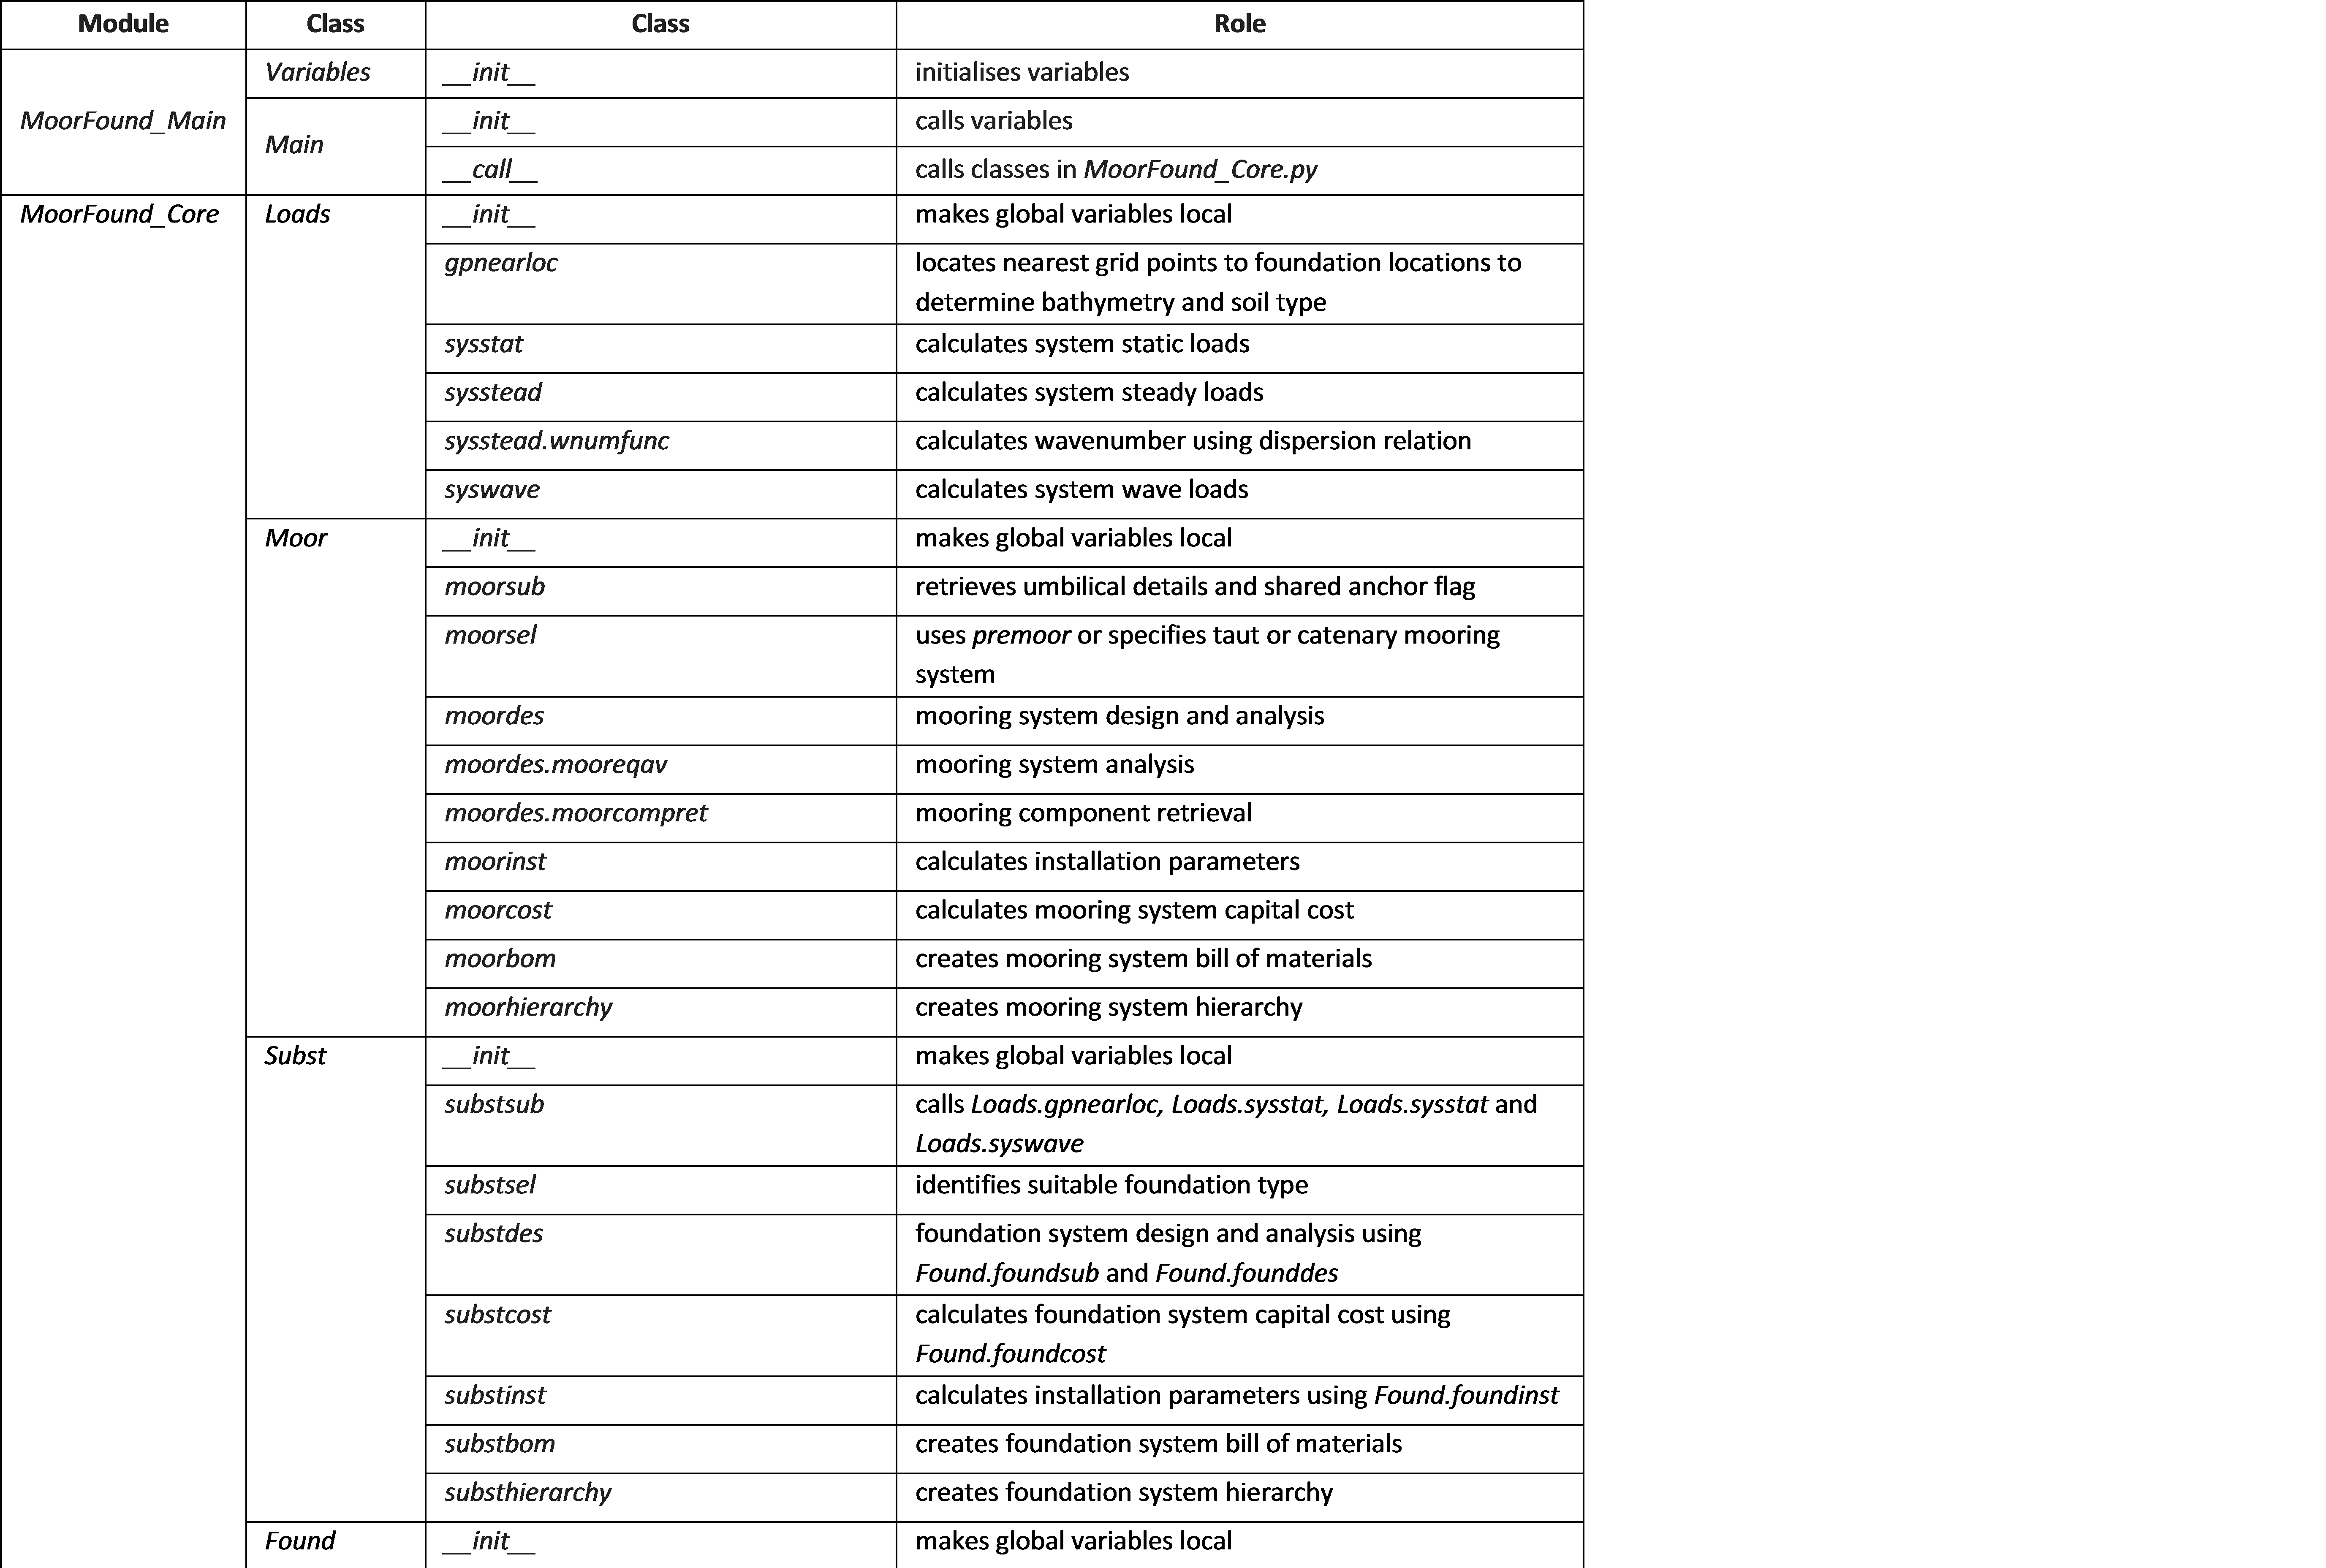 Module Class Class Role
MoorFound_Main Variables __init__ initialises variables
Main __init__ calls variables
__call__ calls classes in MoorFound_Core.py
MoorFound_Core Loads __init__ makes global variables local
gpnearloc locates nearest grid points to foundation locations to
determine bathymetry and soil type
sysstat calculates system static loads
sysstead calculates system steady loads
sysstead.wnumfunc calculates wavenumber using dispersion relation
syswave calculates system wave loads
Moor __init__ makes global variables local
moorsub retrieves umbilical details and shared anchor flag
moorsel uses premoor or specifies taut or catenary mooring
system
moordes mooring system design and analysis
moordes.mooreqav mooring system analysis
moordes.moorcompret mooring component retrieval
moorinst calculates installation parameters
moorcost calculates mooring system capital cost
moorbom creates mooring system bill of materials
moorhierarchy creates mooring system hierarchy
Subst __init__ makes global variables local
substsub calls Loads.gpnearloc, Loads.sysstat, Loads.sysstat and
Loads.syswave
substsel identifies suitable foundation type
substdes foundation system design and analysis using
Found.foundsub and Found.founddes
substcost calculates foundation system capital cost using
Found.foundcost
substinst calculates installation parameters using Found.foundinst
substbom creates foundation system bill of materials
substhierarchy creates foundation system hierarchy
Found __init__ makes global variables local